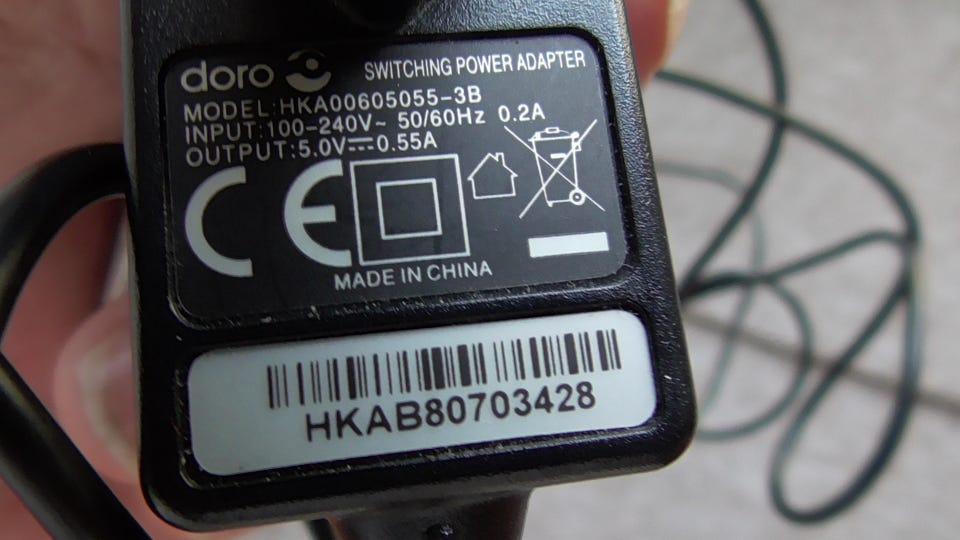 doro SWITCHING POWER ADAPTER
MODEL:HKA00605055-3B
INPUT:100-240V~ 50/60Hz 0.2A
OUTPUT:5.0V⎓0.55A
CE
MADE IN CHINA
HKAB80703428